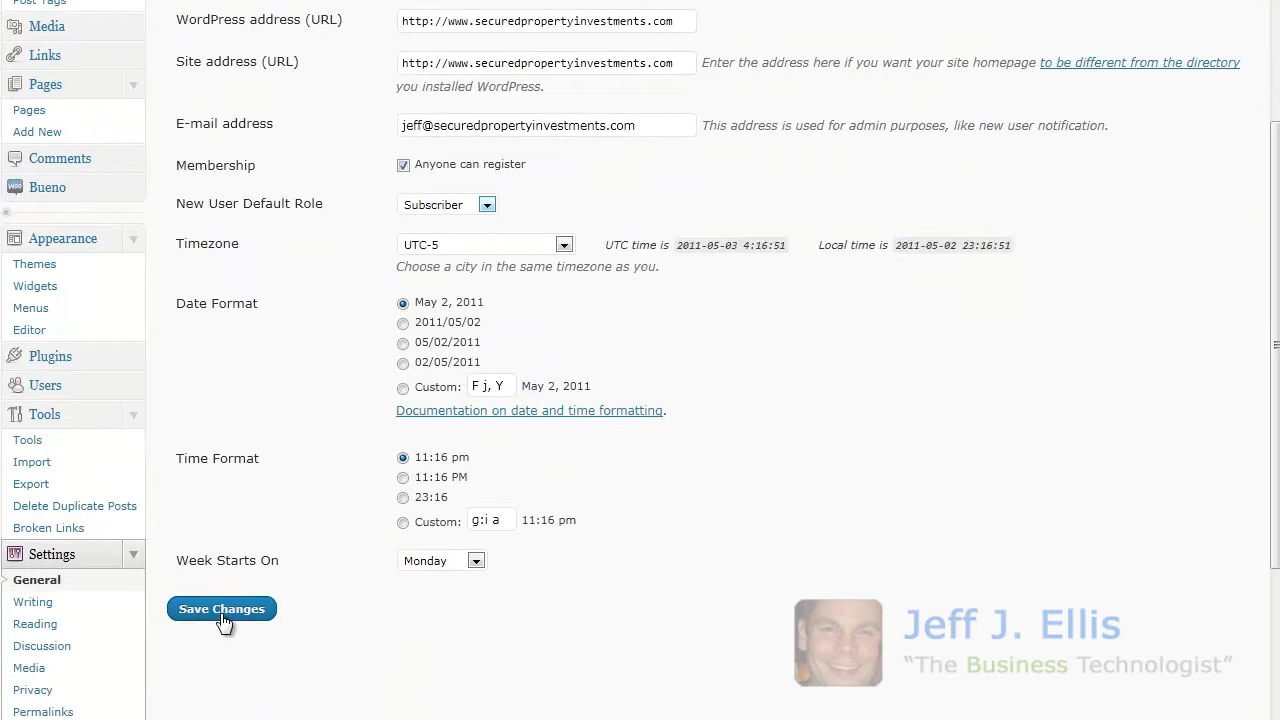 Post Tags
Media
Links
Pages
Pages
Add New
Comments
Bueno
Appearance
Themes
Widgets
Menus
Editor
Plugins
Users
Tools
Tools
Import
Export
Delete Duplicate Posts
Broken Links
Settings
General
Writing
Reading
Discussion
Media
Privacy
Permalinks
WordPress address (URL) http://www.securedpropertyinvestments.com
Site address (URL) http://www.securedpropertyinvestments.com Enter the address here if you want your site homepage to be different from the directory
you installed WordPress.
E-mail address jeff@securedpropertyinvestments.com This address is used for admin purposes, like new user notification.
Membership Anyone can register
New User Default Role Subscriber
Timezone UTC-5 UTC time is 2011-05-03 4:16:51 Local time is 2011-05-02 23:16:51
Choose a city in the same timezone as you.
Date Format May 2, 2011
2011/05/02
05/02/2011
02/05/2011
Custom: F j, Y May 2, 2011
Documentation on date and time formatting.
Time Format 11:16 pm
11:16 PM
23:16
Custom: g:i a 11:16 pm
Week Starts On Monday
Save Changes
Jeff J. Ellis
“The Business Technologist”